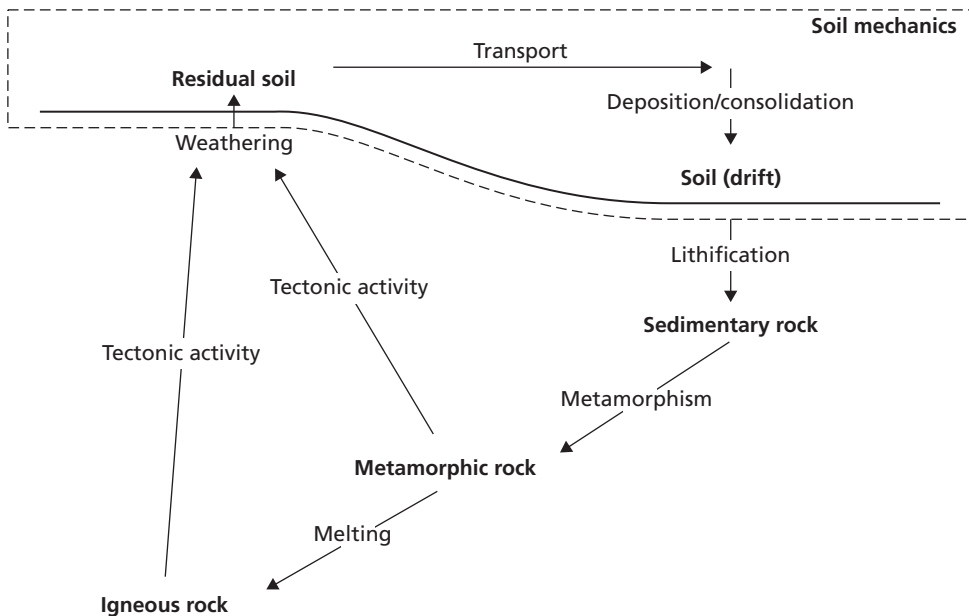 Soil mechanics
Transport
Residual soil
Deposition/consolidation
Weathering
Soil (drift)
Lithification
Tectonic activity
Sedimentary rock
Tectonic activity
Metamorphism
Metamorphic rock
Melting
Igneous rock